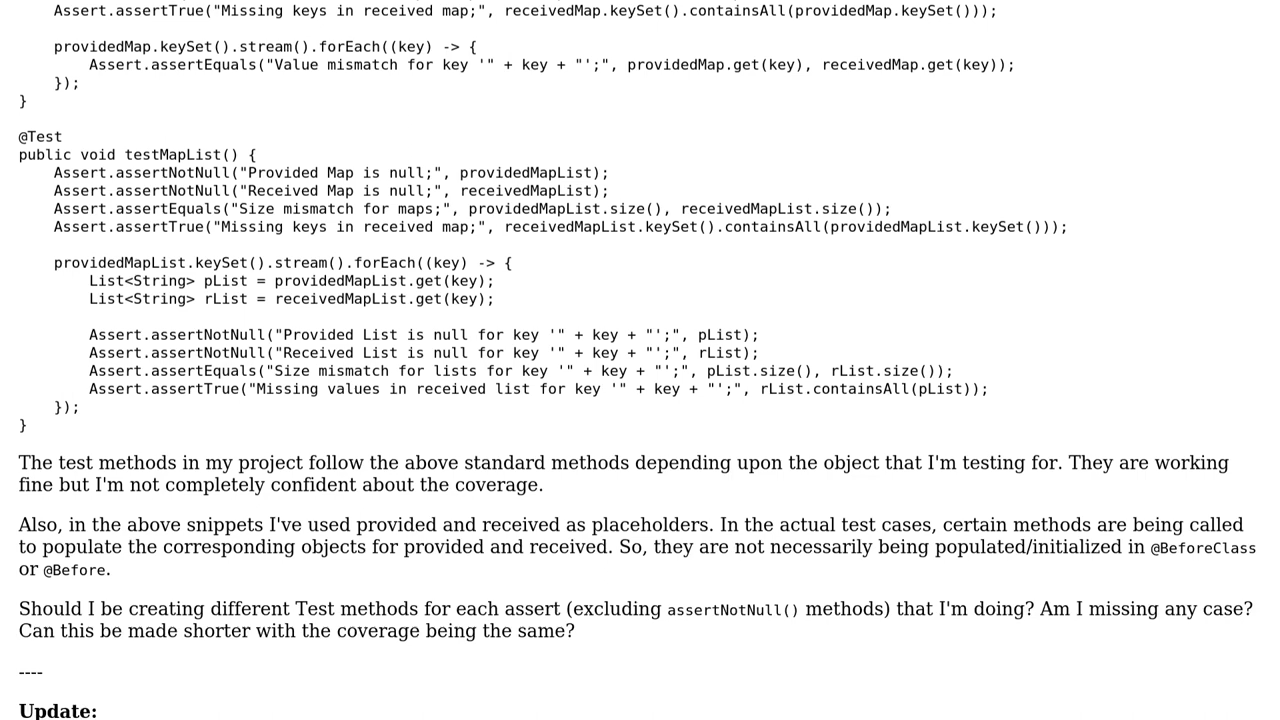 Assert.assertTrue("Missing keys in received map;", receivedMap.keySet().containsAll(providedMap.keySet()));

    providedMap.keySet().stream().forEach((key) -> {
        Assert.assertEquals("Value mismatch for key '" + key + "';", providedMap.get(key), receivedMap.get(key));
    });
}

@Test
public void testMapList() {
    Assert.assertNotNull("Provided Map is null;", providedMapList);
    Assert.assertNotNull("Received Map is null;", receivedMapList);
    Assert.assertEquals("Size mismatch for maps;", providedMapList.size(), receivedMapList.size());
    Assert.assertTrue("Missing keys in received map;", receivedMapList.keySet().containsAll(providedMapList.keySet()));

    providedMapList.keySet().stream().forEach((key) -> {
        List<String> pList = providedMapList.get(key);
        List<String> rList = receivedMapList.get(key);

        Assert.assertNotNull("Provided List is null for key '" + key + "';", pList);
        Assert.assertNotNull("Received List is null for key '" + key + "';", rList);
        Assert.assertEquals("Size mismatch for lists for key '" + key + "';", pList.size(), rList.size());
        Assert.assertTrue("Missing values in received list for key '" + key + "';", rList.containsAll(pList));
    });
}

The test methods in my project follow the above standard methods depending upon the object that I'm testing for. They are working
fine but I'm not completely confident about the coverage.

Also, in the above snippets I've used provided and received as placeholders. In the actual test cases, certain methods are being called
to populate the corresponding objects for provided and received. So, they are not necessarily being populated/initialized in @BeforeClass
or @Before.

Should I be creating different Test methods for each assert (excluding assertNotNull() methods) that I'm doing? Am I missing any case?
Can this be made shorter with the coverage being the same?

----

Update: